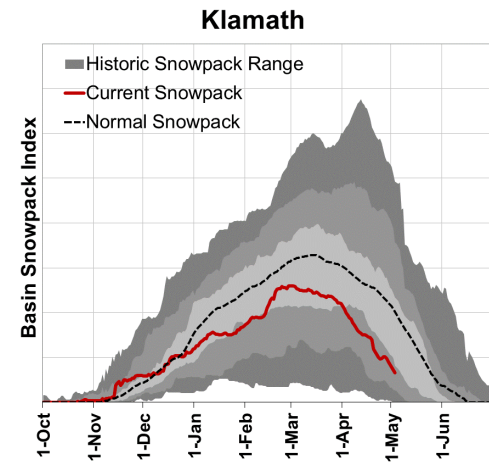 Klamath
Historic Snowpack Range
Current Snowpack
Normal Snowpack
Basin Snowpack Index
1-Oct
1-Nov
1-Dec
1-Jan
1-Feb
1-Mar
1-Apr
1-May
1-Jun